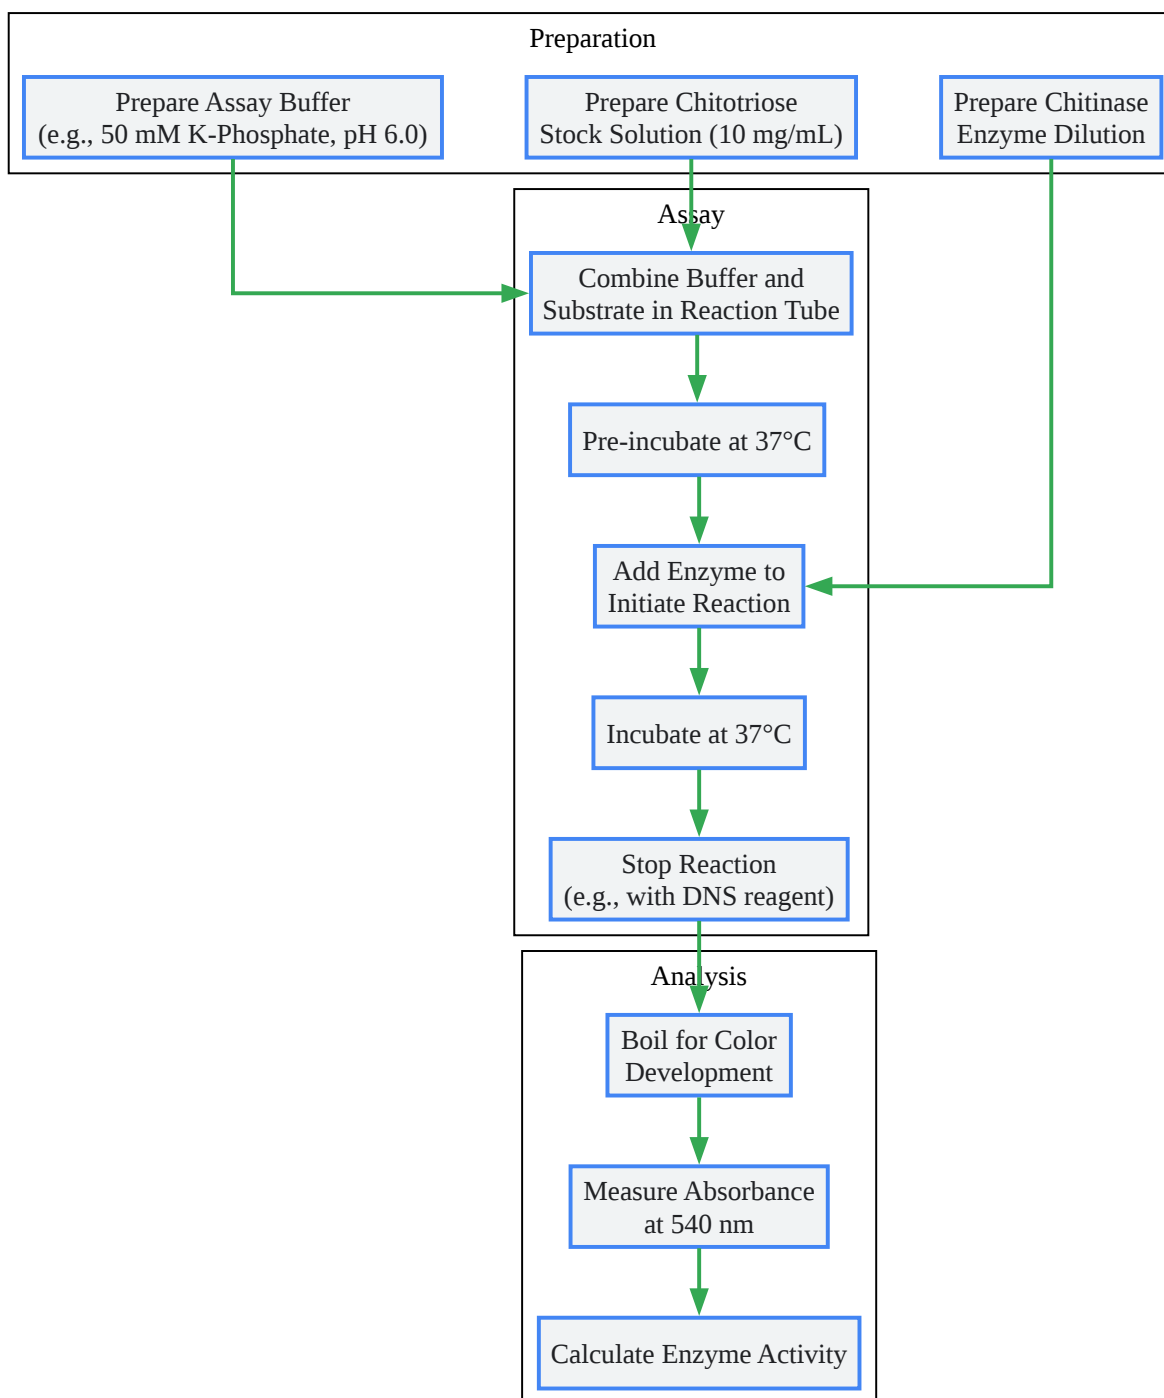 Preparation
Prepare Assay Buffer
(e.g., 50 mM K-Phosphate, pH 6.0)
Prepare Chitotriose
Stock Solution (10 mg/mL)
Prepare Chitinase
Enzyme Dilution
Assay
Combine Buffer and
Substrate in Reaction Tube
Pre-incubate at 37°C
Add Enzyme to
Initiate Reaction
Incubate at 37°C
Stop Reaction
(e.g., with DNS reagent)
Analysis
Boil for Color
Development
Measure Absorbance
at 540 nm
Calculate Enzyme Activity